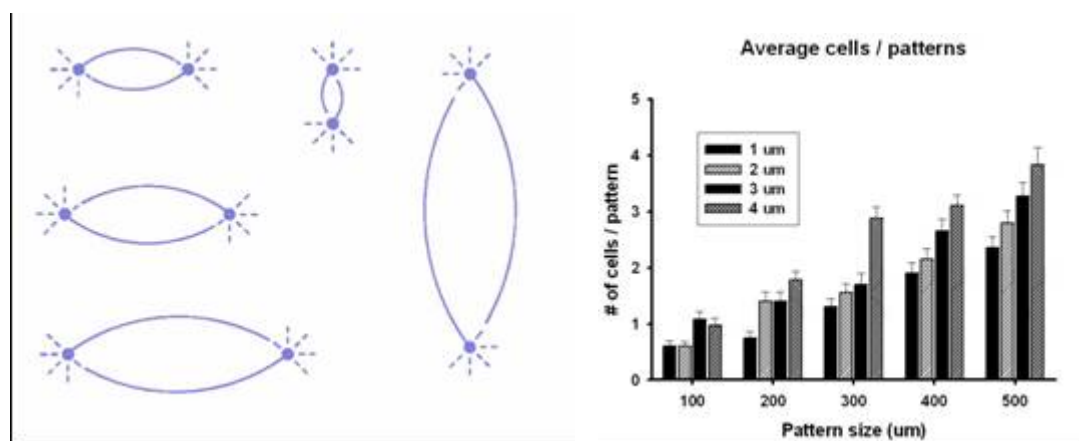 Average cells / patterns
# of cells / pattern
5
4
3
2
1
0
1 um
2 um
3 um
4 um
100 200 300 400 500
Pattern size (um)